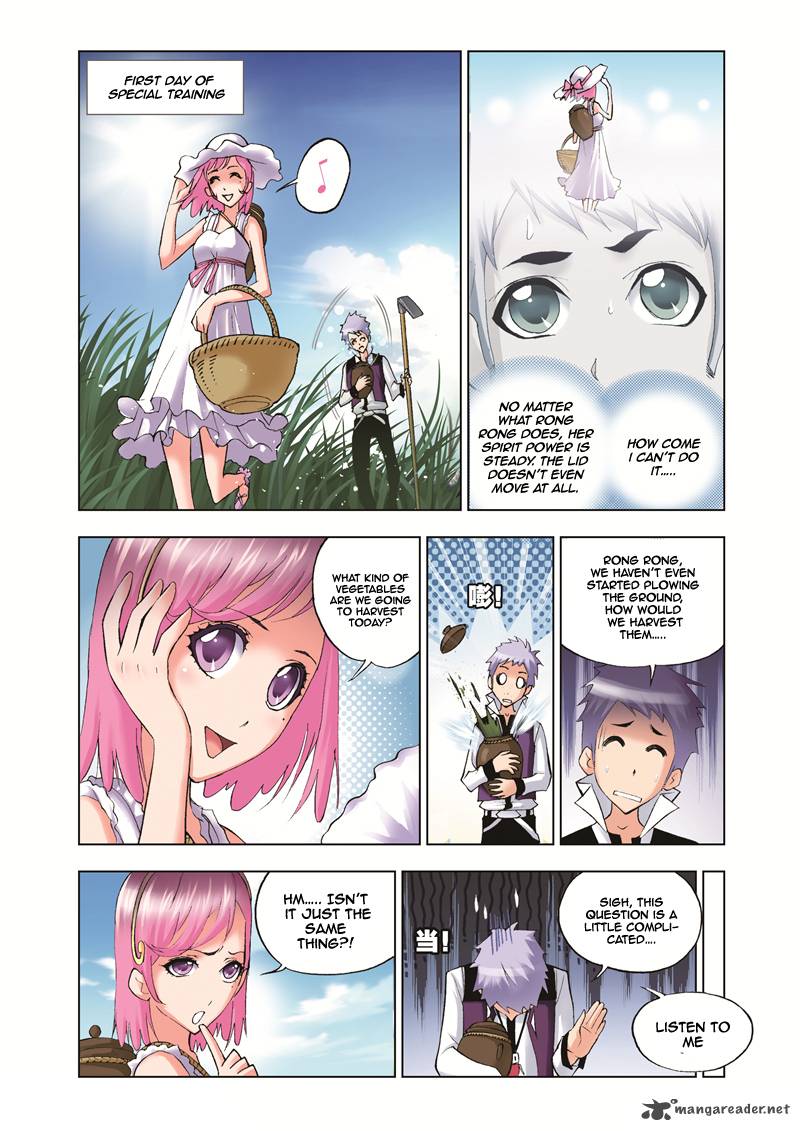 FIRST DAY OF
SPECIAL TRAINING
NO MATTER
WHAT RONG
RONG DOES, HER
SPIRIT POWER IS
STEADY. THE LID
DOESN'T EVEN
MOVE AT ALL.
HOW COME
I CAN'T DO
IT.....
WHAT KIND OF
VEGETABLES
ARE WE GOING
TO HARVEST
TODAY?
嘭!
RONG RONG,
WE HAVEN'T EVEN
STARTED PLOWING
THE GROUND,
HOW WOULD
WE HARVEST
THEM.....
HM..... ISN'T
IT JUST THE
SAME
THING?!
当!
SIGH, THIS
QUESTION IS A
LITTLE COMPLI-
CATED....
LISTEN TO
ME
mangareader.net